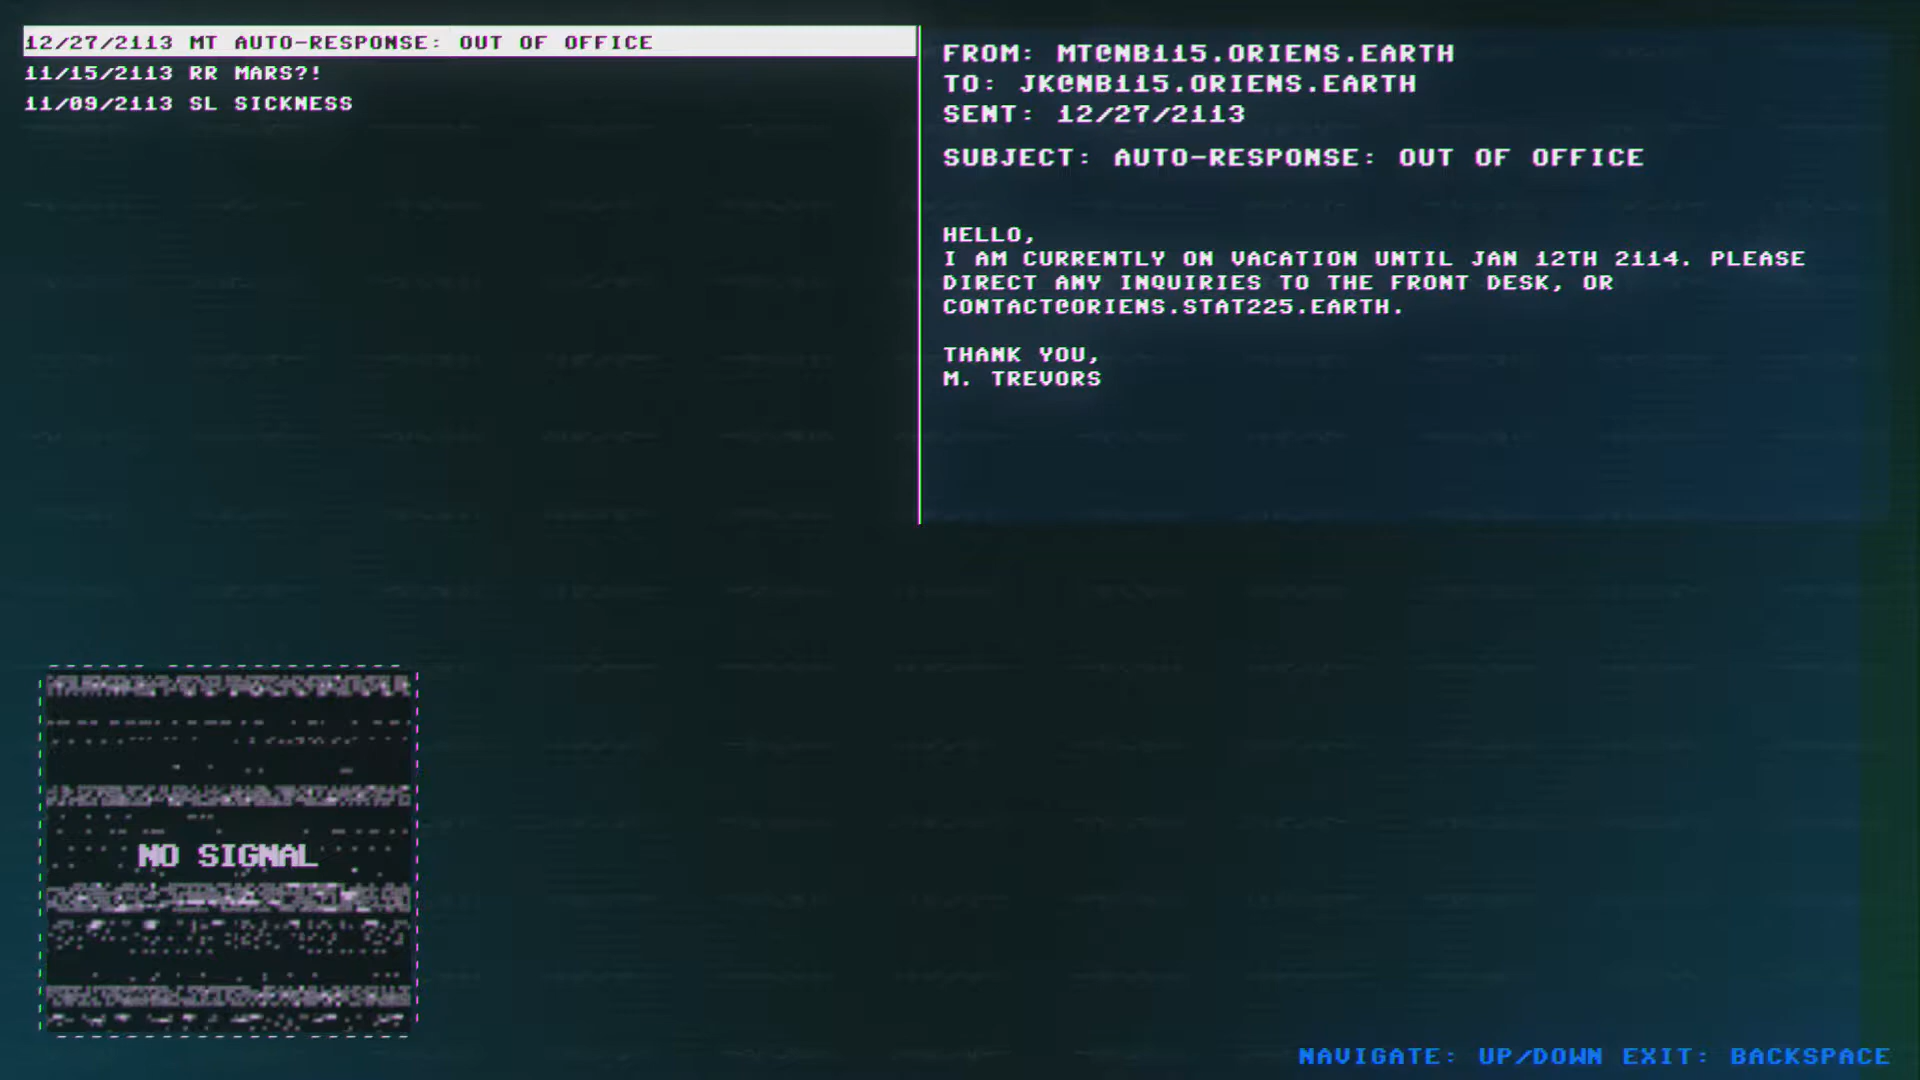 12/27/2113 MT AUTO-RESPONSE: OUT OF OFFICE
11/15/2113 RR MARS?!
11/09/2113 SL SICKNESS
FROM: MT@NB115.ORIENS.EARTH
TO: JK@NB115.ORIENS.EARTH
SENT: 12/27/2113
SUBJECT: AUTO-RESPONSE: OUT OF OFFICE
HELLO,
I AM CURRENTLY ON VACATION UNTIL JAN 12TH 2114. PLEASE
DIRECT ANY INQUIRIES TO THE FRONT DESK, OR
CONTACT@ORIENS.STAT225.EARTH.
THANK YOU,
M. TREVORS
NO SIGNAL
NAVIGATE: UP/DOWN EXIT: BACKSPACE